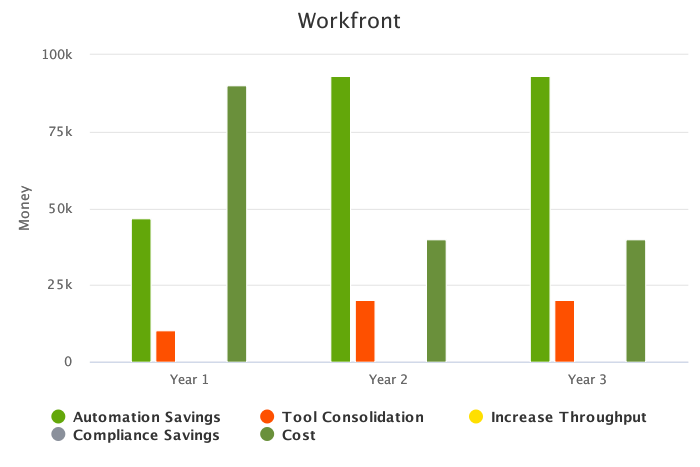 Workfront
100k
75k
50k
25k
0
Money
Year 1
Year 2
Year 3
Automation Savings
Tool Consolidation
Increase Throughput
Compliance Savings
Cost